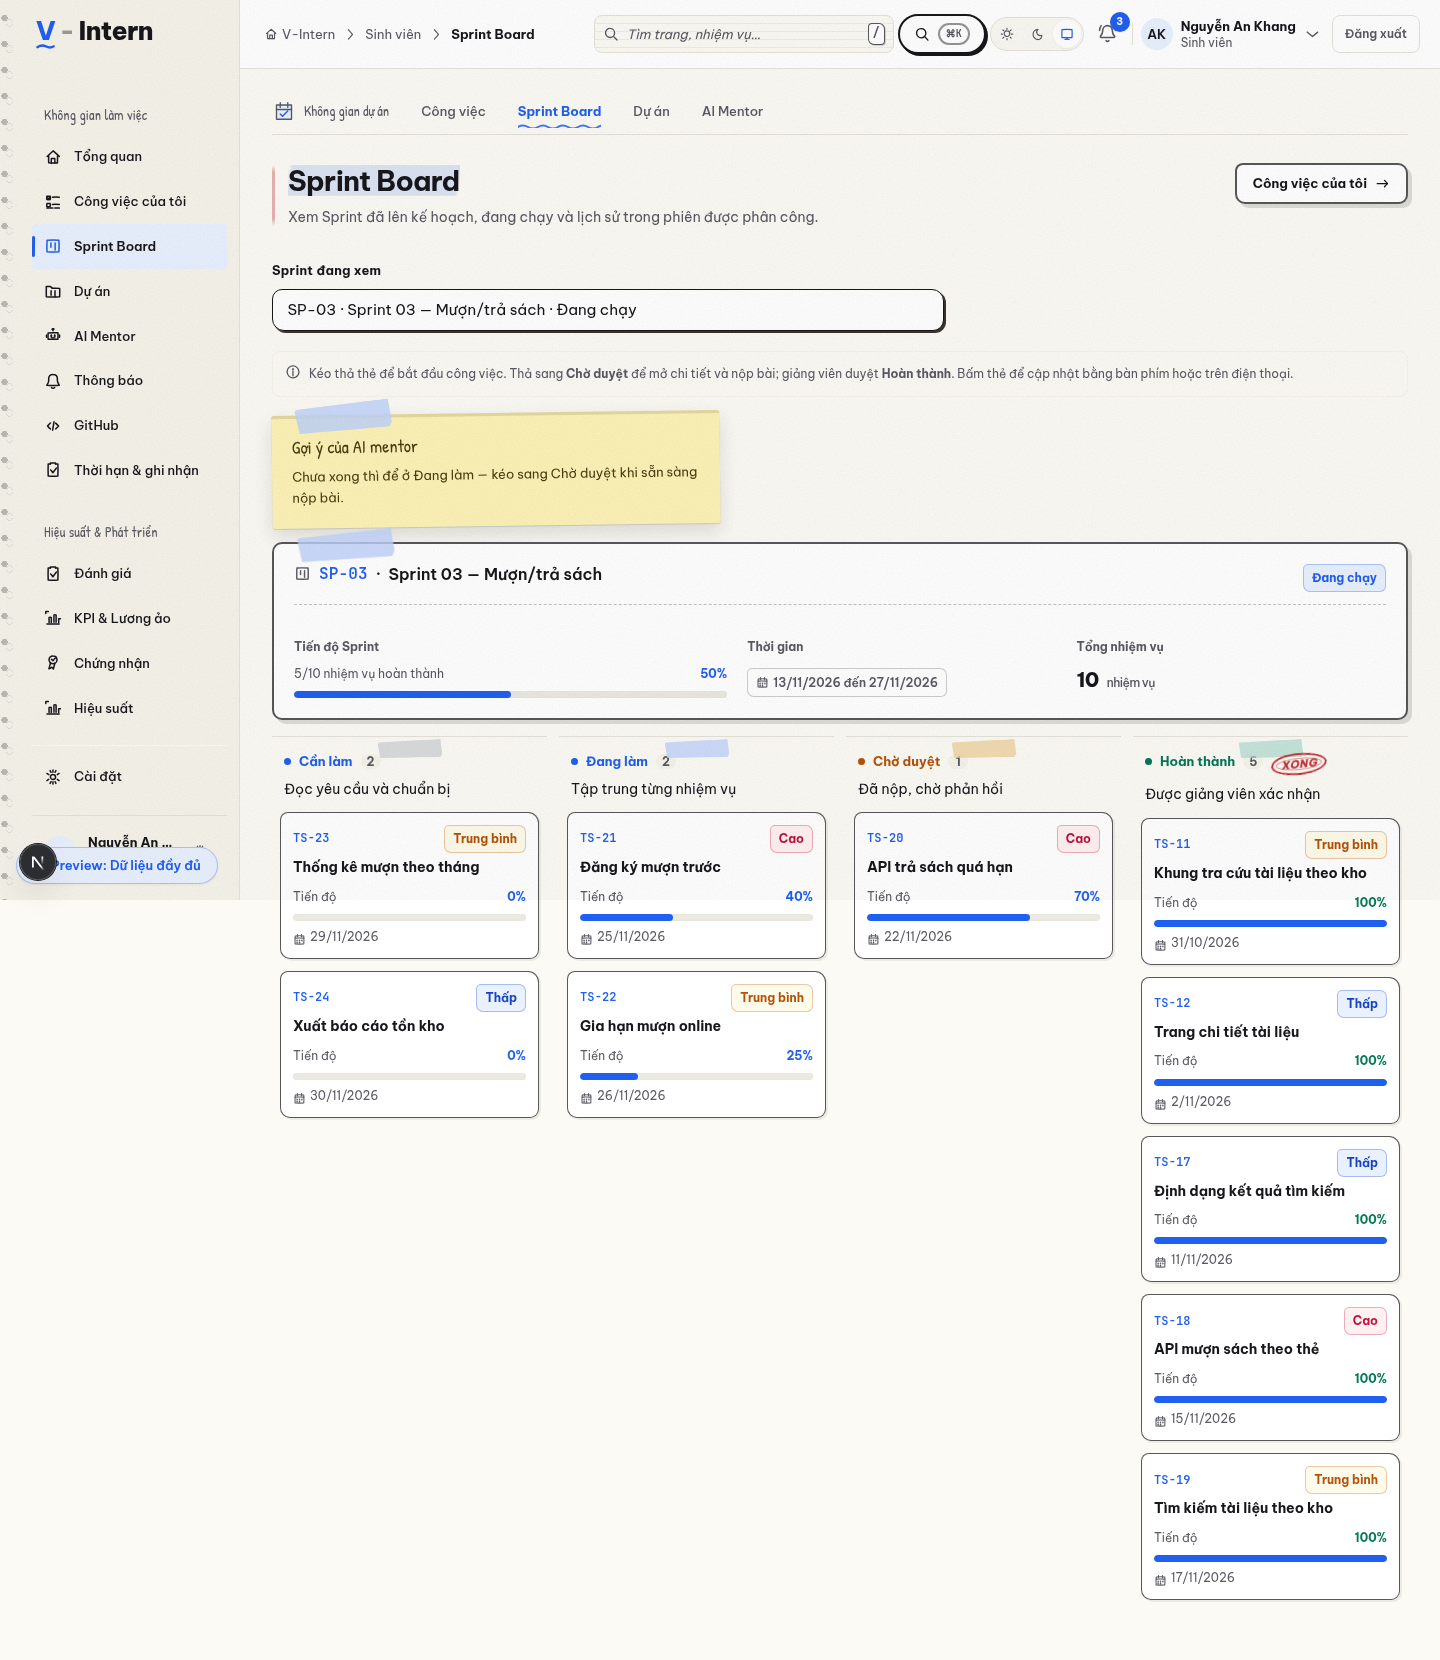 V - Intern
Không gian làm việc
Tổng quan
Công việc của tôi
Sprint Board
Dự án
AI Mentor
Thông báo
GitHub
Thời hạn & ghi nhận
Hiệu suất & Phát triển
Đánh giá
KPI & Lương ảo
Chứng nhận
Hiệu suất
Cài đặt
Nguyễn An ...
N
Preview: Dữ liệu đầy đủ
V-Intern > Sinh viên > Sprint Board
Tìm trang, nhiệm vụ... /
⌘K
3
AK
Nguyễn An Khang
Sinh viên
Đăng xuất
Không gian dự án Công việc Sprint Board Dự án AI Mentor
Sprint Board
Xem Sprint đã lên kế hoạch, đang chạy và lịch sử trong phiên được phân công.
Công việc của tôi →
Sprint đang xem
SP-03 · Sprint 03 — Mượn/trả sách · Đang chạy
Kéo thả thẻ để bắt đầu công việc. Thả sang Chờ duyệt để mở chi tiết và nộp bài; giảng viên duyệt Hoàn thành. Bấm thẻ để cập nhật bằng bàn phím hoặc trên điện thoại.
Gợi ý của AI mentor
Chưa xong thì để ở Đang làm — kéo sang Chờ duyệt khi sẵn sàng
nộp bài.
SP-03 · Sprint 03 — Mượn/trả sách
Đang chạy
Tiến độ Sprint
5/10 nhiệm vụ hoàn thành 50%
Thời gian
13/11/2026 đến 27/11/2026
Tổng nhiệm vụ
10 nhiệm vụ
Cần làm 2
Đọc yêu cầu và chuẩn bị
TS-23 Trung bình
Thống kê mượn theo tháng
Tiến độ 0%
29/11/2026
TS-24 Thấp
Xuất báo cáo tồn kho
Tiến độ 0%
30/11/2026
Đang làm 2
Tập trung từng nhiệm vụ
TS-21 Cao
Đăng ký mượn trước
Tiến độ 40%
25/11/2026
TS-22 Trung bình
Gia hạn mượn online
Tiến độ 25%
26/11/2026
Chờ duyệt 1
Đã nộp, chờ phản hồi
TS-20 Cao
API trả sách quá hạn
Tiến độ 70%
22/11/2026
Hoàn thành 5 XONG
Được giảng viên xác nhận
TS-11 Trung bình
Khung tra cứu tài liệu theo kho
Tiến độ 100%
31/10/2026
TS-12 Thấp
Trang chi tiết tài liệu
Tiến độ 100%
2/11/2026
TS-17 Thấp
Định dạng kết quả tìm kiếm
Tiến độ 100%
11/11/2026
TS-18 Cao
API mượn sách theo thẻ
Tiến độ 100%
15/11/2026
TS-19 Trung bình
Tìm kiếm tài liệu theo kho
Tiến độ 100%
17/11/2026